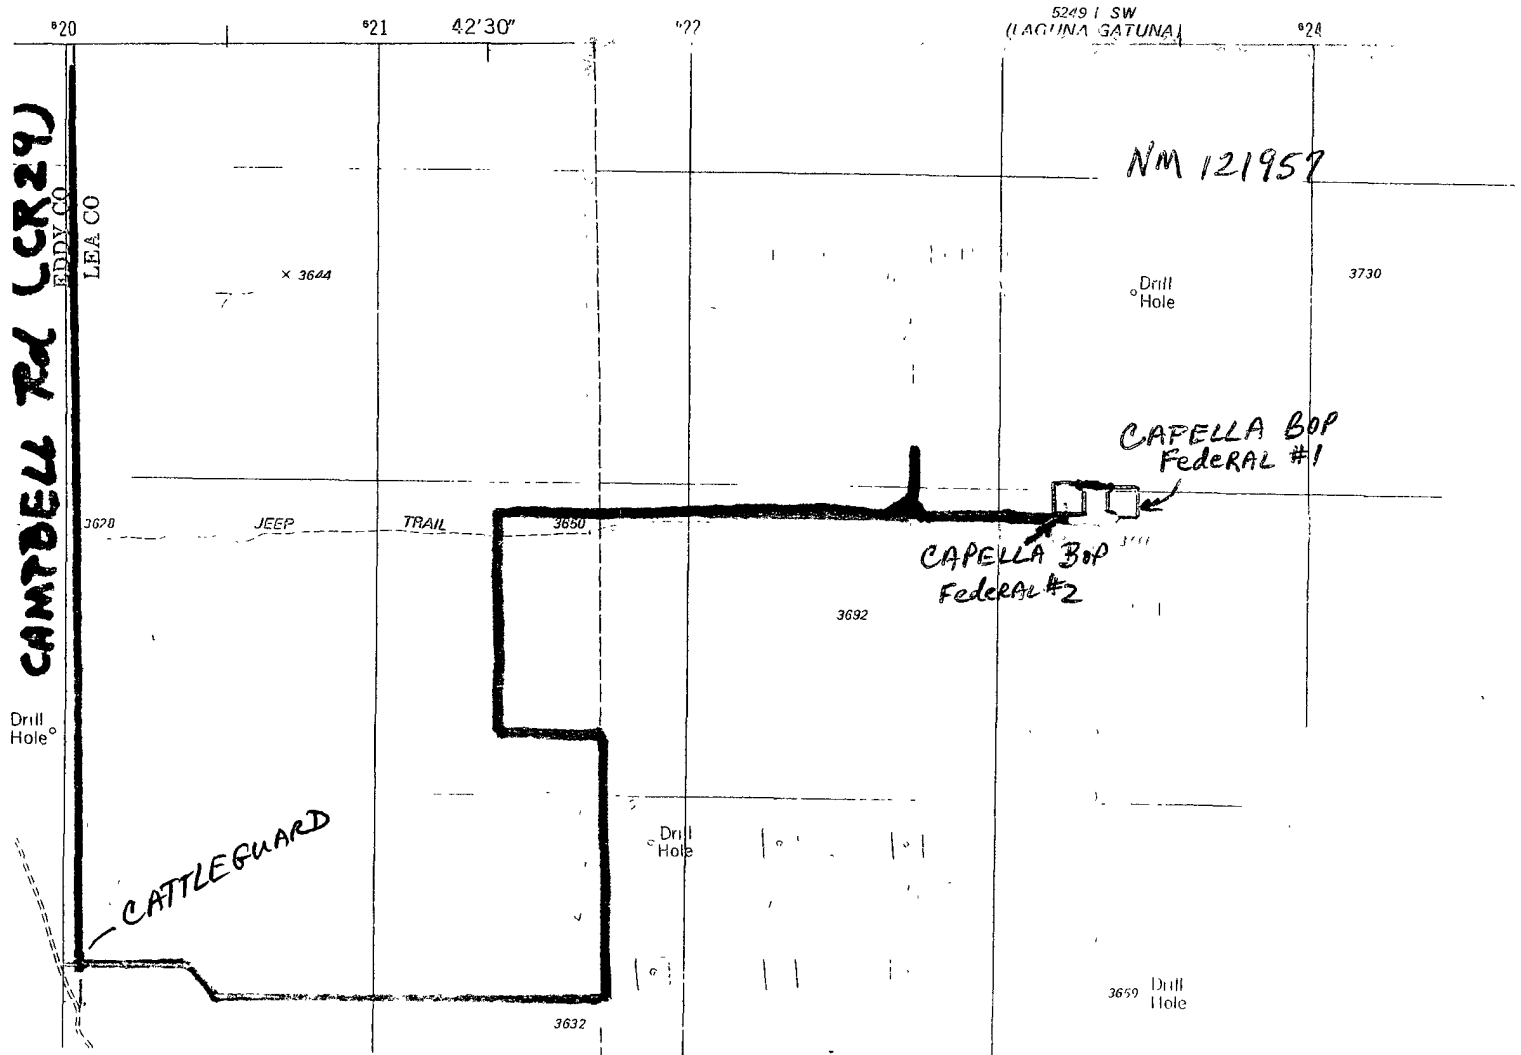 5249 I SW
⁶20
⁶21
42'30"
⁶22
(LAGUNA GATUNA)
⁶24
CAMPBELL Rd (CR29)
EDDY CO
LEA CO
NM 121957
× 3644
Drill
Hole
3730
CAPELLA BOP
FedeRAL #1
3628
JEEP TRAIL
3650
CAPELLA BOP
FedeRAL #2
3692
Drill
Hole
CATTLEGUARD
Drill
Hole
3659
Drill
Hole
3632